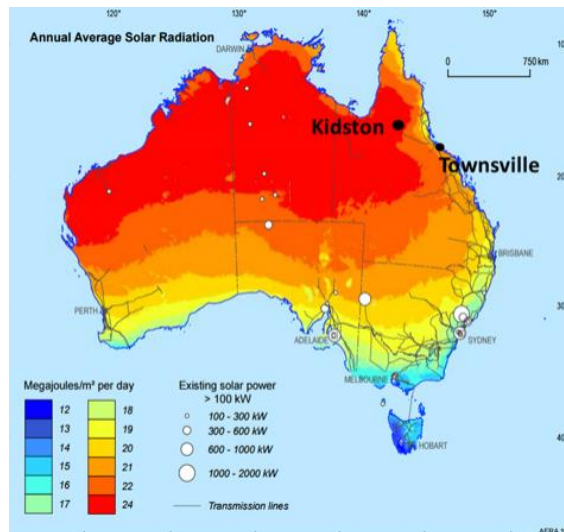 120°
130°
140°
150°
Annual Average Solar Radiation
DARWIN
10°
0
750 km
Kidston
Townsville
20°
BRISBANE
PERTH
30°
ADELAIDE
SYDNEY
MELBOURNE
HOBART
40°
Megajoules/m² per day
12
13
14
15
16
17
18
19
20
21
22
24
Existing solar power
> 100 kW
100 - 300 kW
300 - 600 kW
600 - 1000 kW
1000 - 2000 kW
Transmission lines